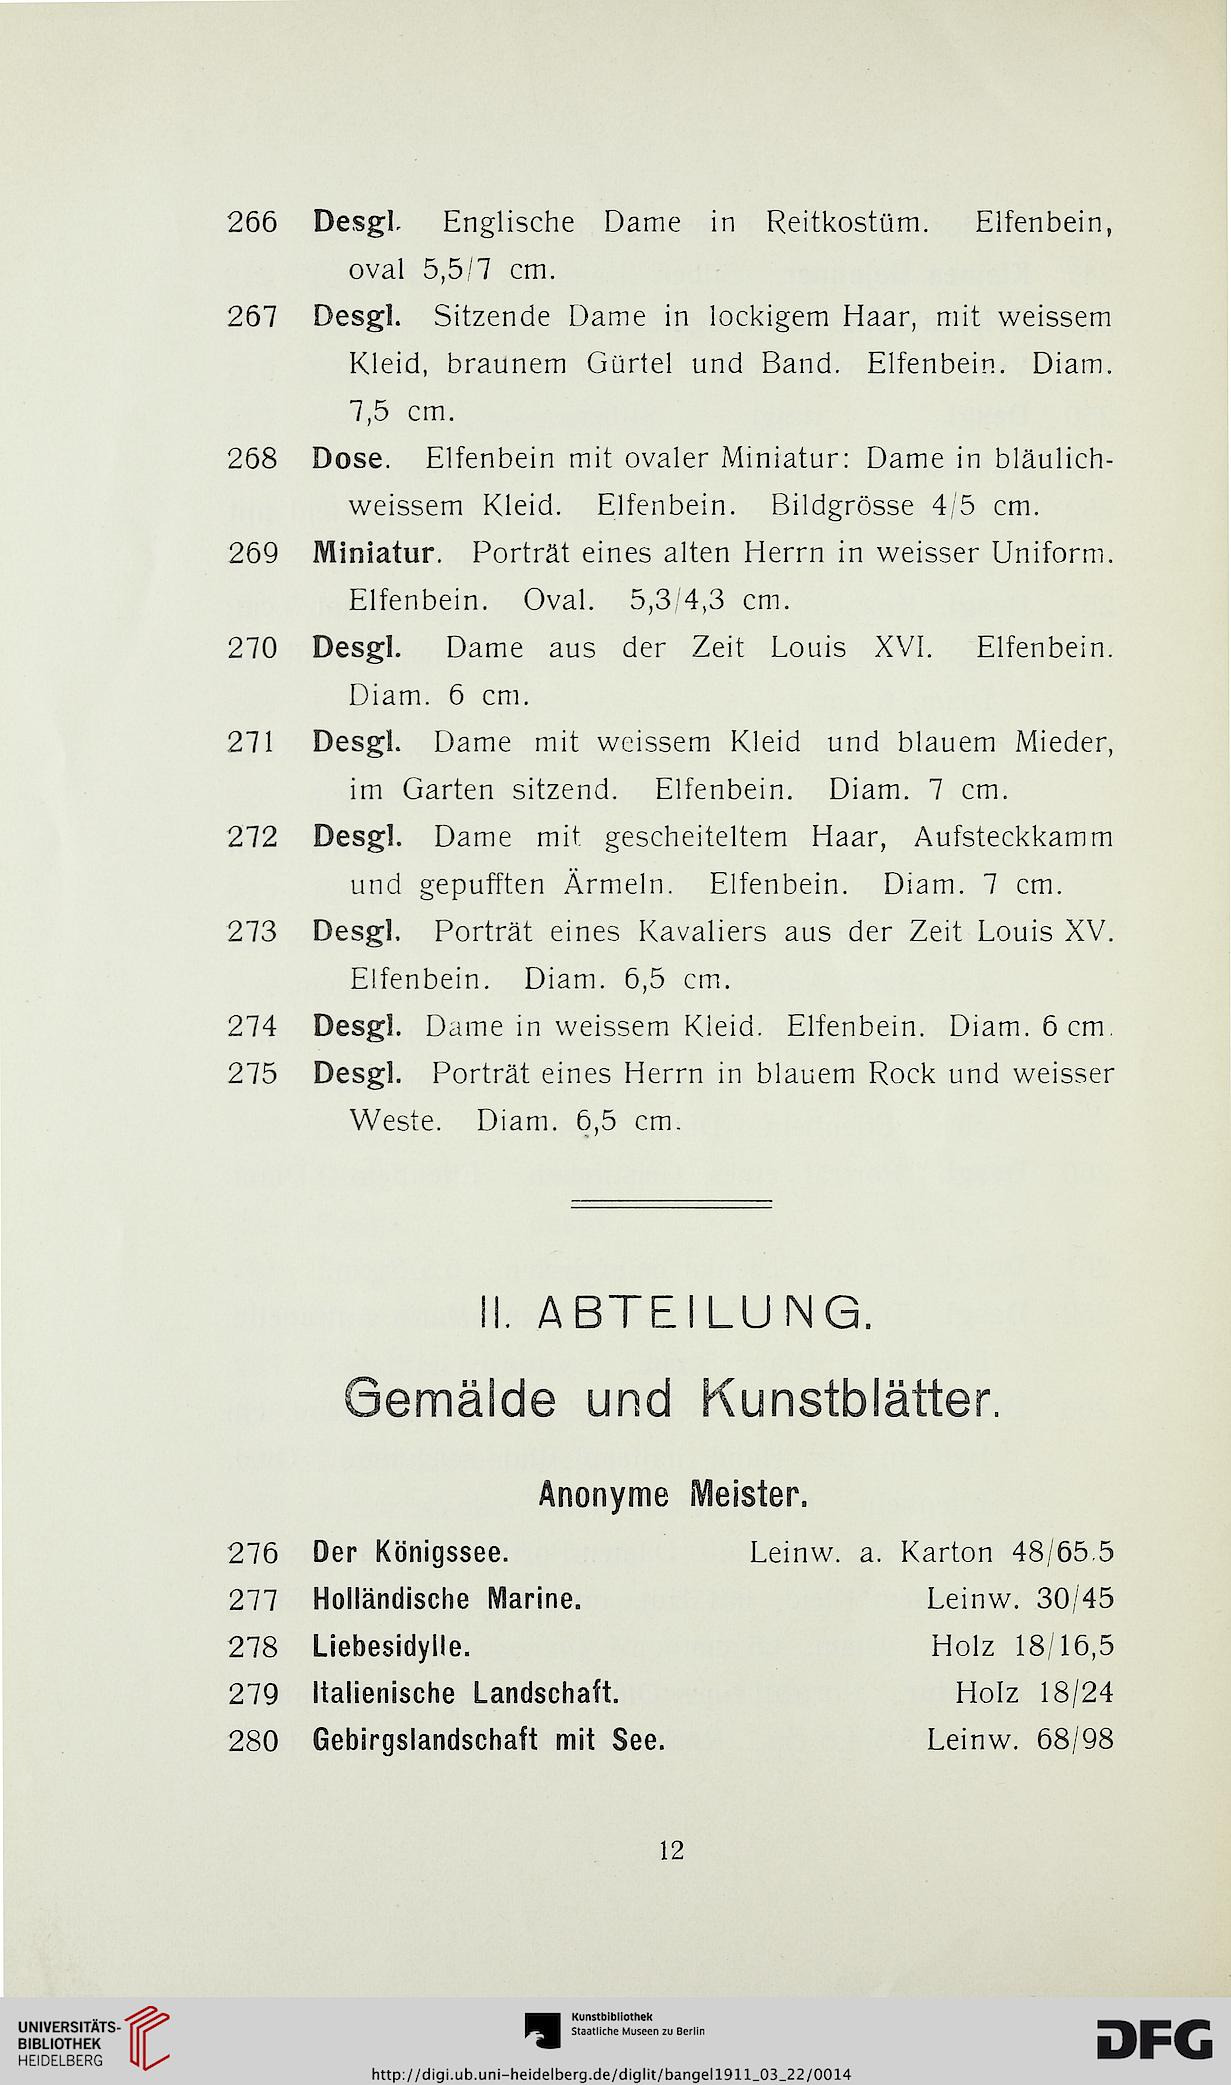 266 Desgl. Englische Dame in Reitkostüm. Elfenbein,
oval 5,5/7 cm.
267 Desgl. Sitzende Dame in lockigem Haar, mit weissem
Kleid, braunem Gürtel und Band. Elfenbein. Diam.
7,5 cm.
268 Dose. Elfenbein mit ovaler Miniatur: Dame in bläulich-
weissem Kleid. Elfenbein. Bildgrösse 4/5 cm.
269 Miniatur. Porträt eines alten Herrn in weisser Uniform.
Elfenbein. Oval. 5,3/4,3 cm.
270 Desgl. Dame aus der Zeit Louis XVI. Elfenbein.
Diam. 6 cm.
271 Desgl. Dame mit weissem Kleid und blauem Mieder,
im Garten sitzend. Elfenbein. Diam. 7 cm.
272 Desgl. Dame mit gescheiteltem Haar, Aufsteckkamm
und gepufften Ärmeln. Elfenbein. Diam. 7 cm.
273 Desgl. Porträt eines Kavaliers aus der Zeit Louis XV.
Elfenbein. Diam. 6,5 cm.
274 Desgl. Dame in weissem Kleid. Elfenbein. Diam. 6 cm.
275 Desgl. Porträt eines Herrn in blauem Rock und weisser
Weste. Diam. 6,5 cm.
II. ABTEILUNG.
Gemälde und Kunstblätter.
Anonyme Meister.
276 Der Königssee. Leinw. a. Karton 48/65.5
277 Holländische Marine. Leinw. 30/45
278 Liebesidylle. Holz 18/16,5
279 Italienische Landschaft. Holz 18/24
280 Gebirgslandschaft mit See. Leinw. 68/98
12
UNIVERSITÄTS-
BIBLIOTHEK
HEIDELBERG
Kunstbibliothek
Staatliche Museen zu Berlin
DFG
http://digi.ub.uni-heidelberg.de/diglit/bangel1911_03_22/0014